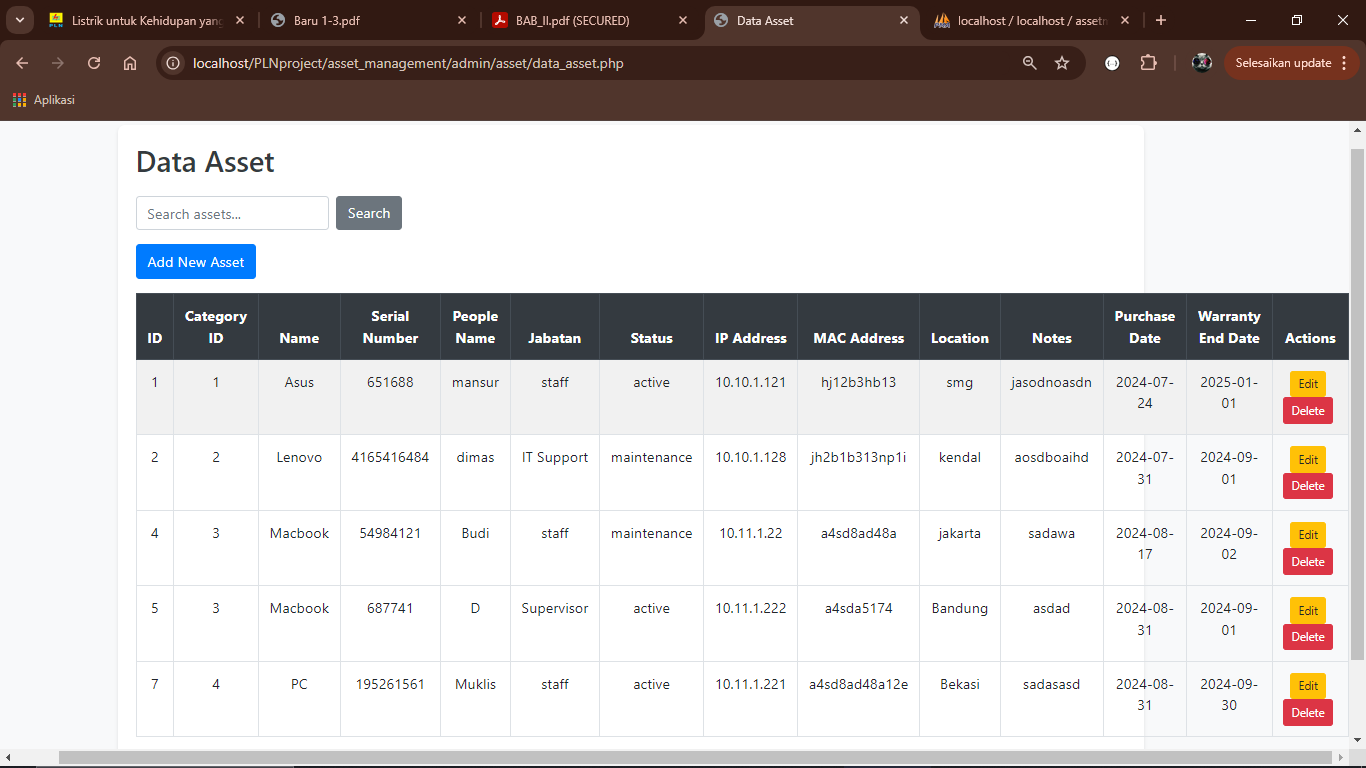 Listrik untuk Kehidupan yang
Baru 1-3.pdf
BAB_II.pdf (SECURED)
Data Asset
localhost / localhost / assetm
localhost/PLNproject/asset_management/admin/asset/data_asset.php
Selesaikan update
Aplikasi
Data Asset
Search assets...
Search
Add New Asset
ID Category ID Name Serial Number People Name Jabatan Status IP Address MAC Address Location Notes Purchase Date Warranty End Date Actions
1 1 Asus 651688 mansur staff active 10.10.1.121 hj12b3hb13 smg jasodnoasdn 2024-07-24 2025-01-01 Edit Delete
2 2 Lenovo 4165416484 dimas IT Support maintenance 10.10.1.128 jh2b1b313np1i kendal aosdboaihd 2024-07-31 2024-09-01 Edit Delete
4 3 Macbook 54984121 Budi staff maintenance 10.11.1.22 a4sd8ad48a jakarta sadawa 2024-08-17 2024-09-02 Edit Delete
5 3 Macbook 687741 D Supervisor active 10.11.1.222 a4sda5174 Bandung asdad 2024-08-31 2024-09-01 Edit Delete
7 4 PC 195261561 Muklis staff active 10.11.1.221 a4sd8ad48a12e Bekasi sadasasd 2024-08-31 2024-09-30 Edit Delete